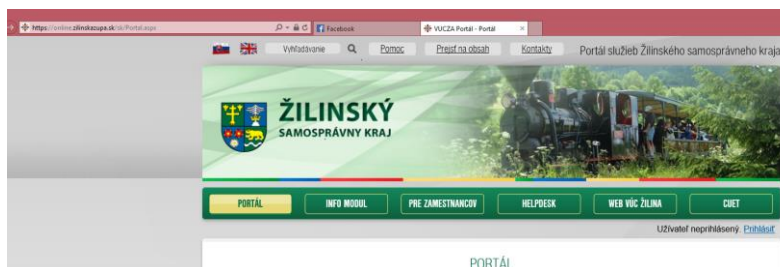 https://online.zilinskazupa.sk/sk/Portal.aspx
Facebook
VUCZA Portál - Portál
Vyhľadávanie
Pomoc
Prejsť na obsah
Kontakty
Portál služieb Žilinského samosprávneho kraja
ŽILINSKÝ
SAMOSPRÁVNY KRAJ
PORTÁL
INFO MODUL
PRE ZAMESTNANCOV
HELPDESK
WEB VÚC ŽILINA
CUET
Užívateľ neprihlásený. Prihlásiť
PORTÁL